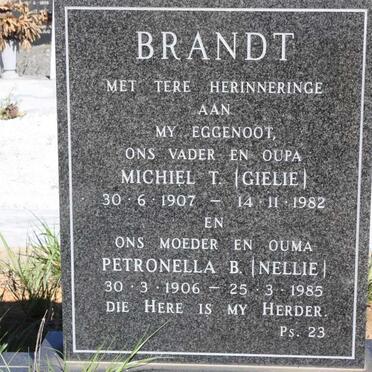 BRANDT
MET TERE HERINNERINGE
AAN
MY EGGENOOT,
ONS VADER EN OUPA
MICHIEL T. (GIELIE)
30·6·1907 – 14·11·1982
EN
ONS MOEDER EN OUMA
PETRONELLA B. (NELLIE)
30·3·1906 – 25·3·1985
DIE HERE IS MY HERDER.
PS. 23